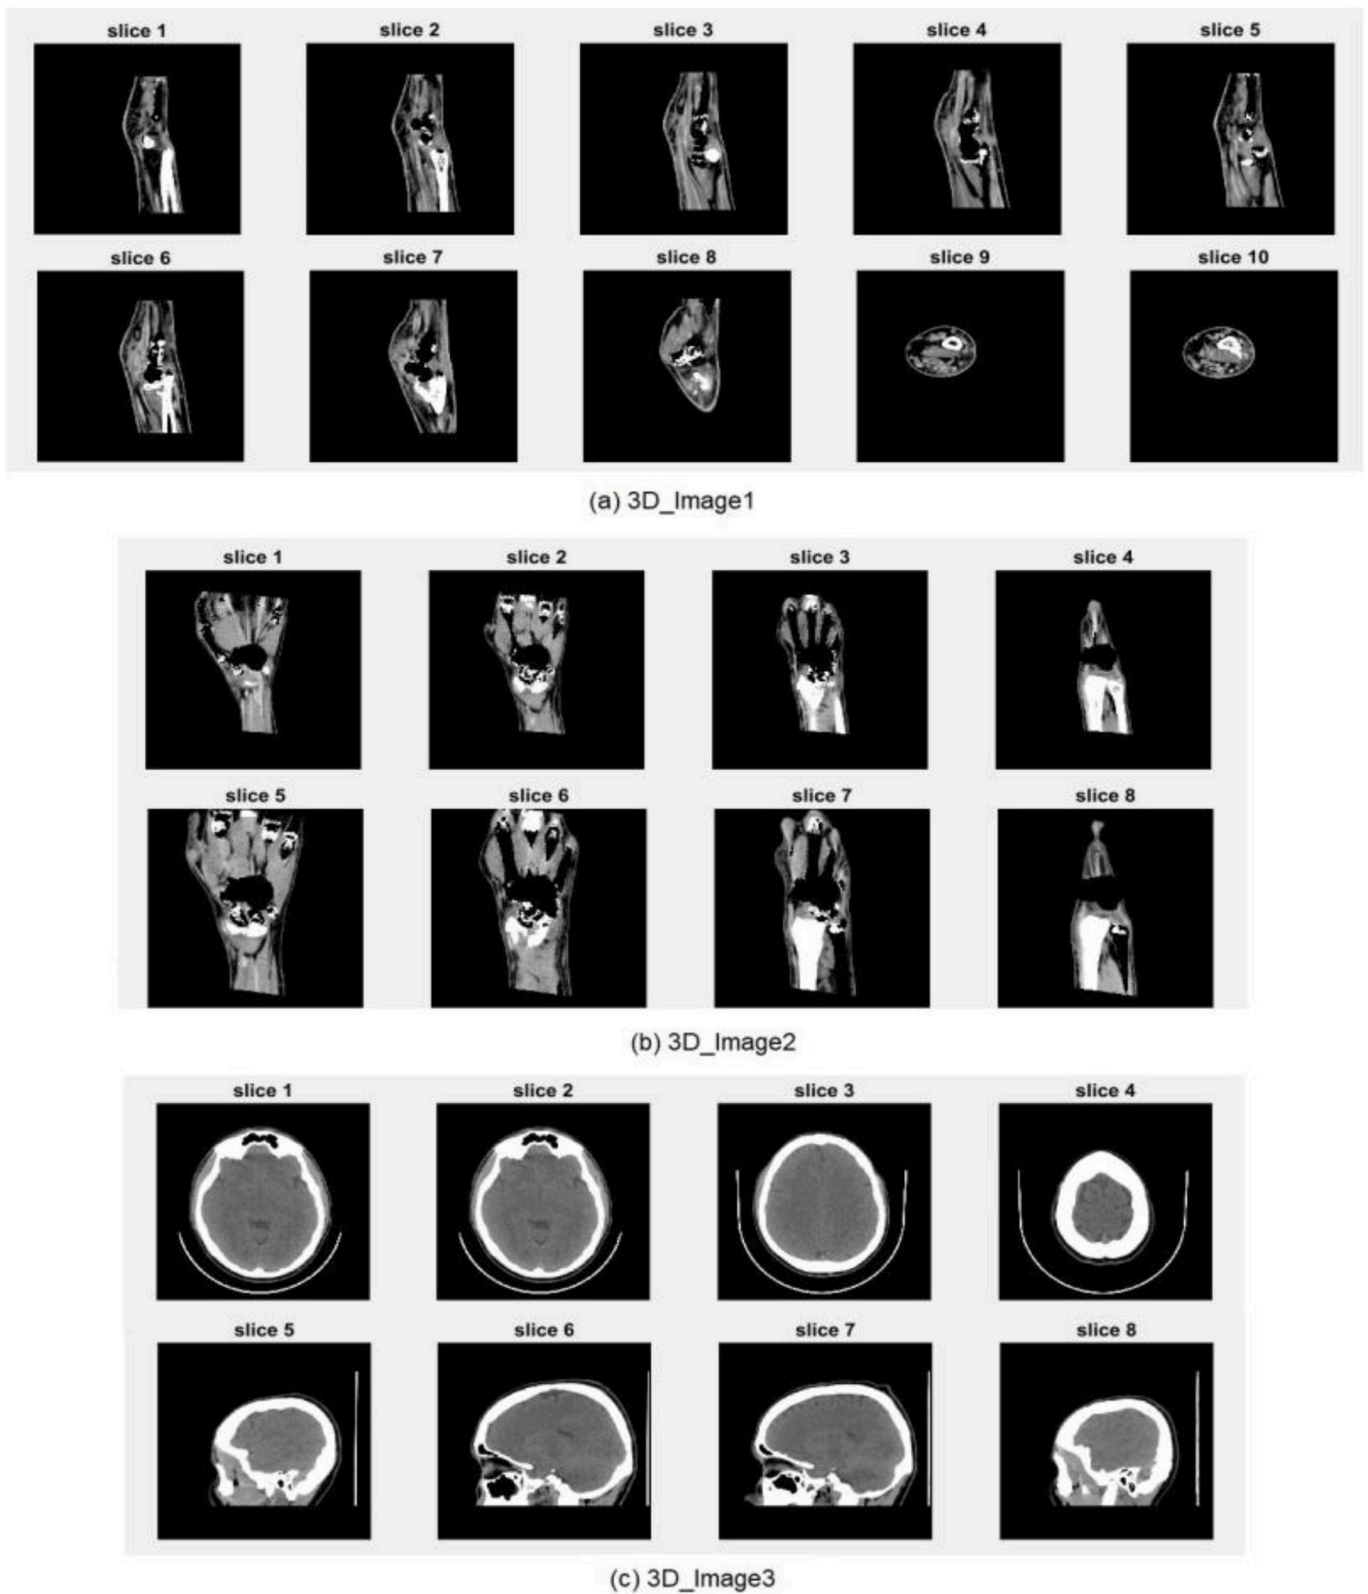 slice 1 slice 2 slice 3 slice 4 slice 5
slice 6 slice 7 slice 8 slice 9 slice 10
(a) 3D_Image1
slice 1 slice 2 slice 3 slice 4
slice 5 slice 6 slice 7 slice 8
(b) 3D_Image2
slice 1 slice 2 slice 3 slice 4
slice 5 slice 6 slice 7 slice 8
(c) 3D_Image3